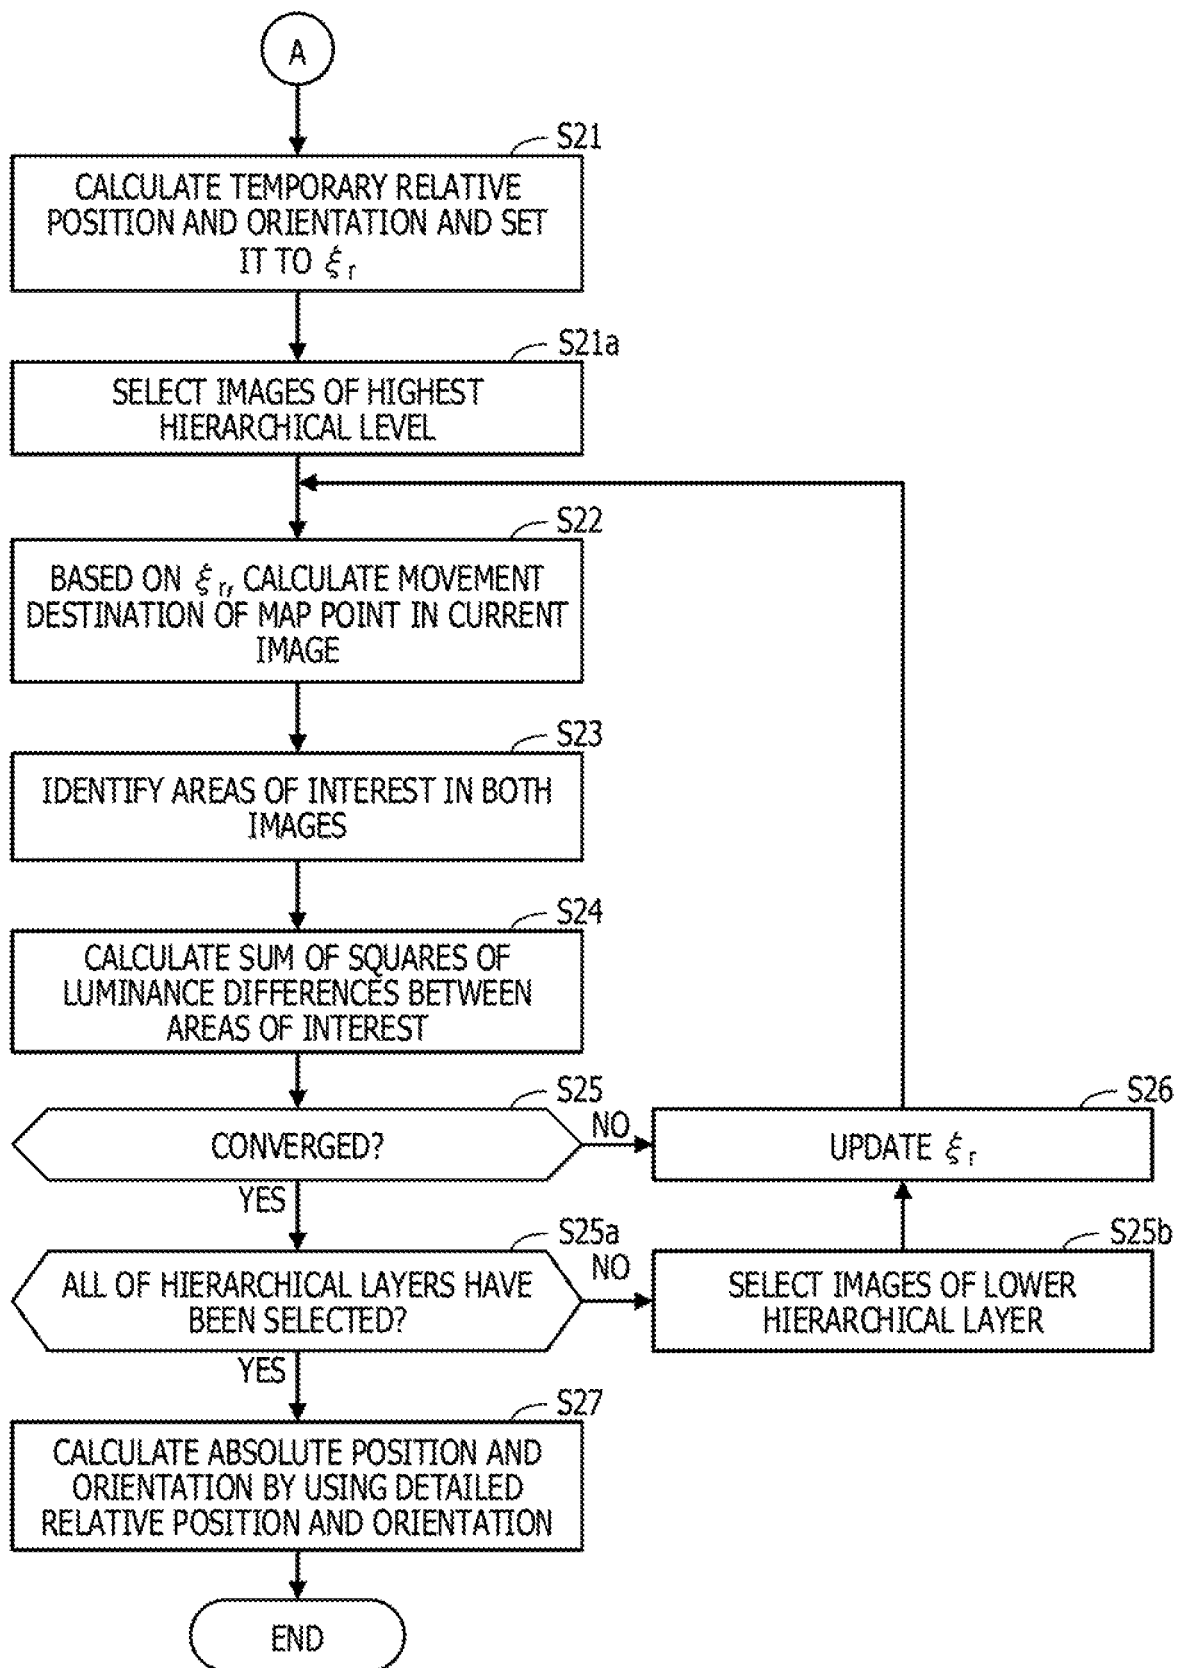 A
S21
CALCULATE TEMPORARY RELATIVE
POSITION AND ORIENTATION AND SET
IT TO ξr
S21a
SELECT IMAGES OF HIGHEST
HIERARCHICAL LEVEL
S22
BASED ON ξr, CALCULATE MOVEMENT
DESTINATION OF MAP POINT IN CURRENT
IMAGE
S23
IDENTIFY AREAS OF INTEREST IN BOTH
IMAGES
S24
CALCULATE SUM OF SQUARES OF
LUMINANCE DIFFERENCES BETWEEN
AREAS OF INTEREST
S25
CONVERGED?
NO
S26
UPDATE ξr
YES
S25a
ALL OF HIERARCHICAL LAYERS HAVE
BEEN SELECTED?
NO
S25b
SELECT IMAGES OF LOWER
HIERARCHICAL LAYER
YES
S27
CALCULATE ABSOLUTE POSITION AND
ORIENTATION BY USING DETAILED
RELATIVE POSITION AND ORIENTATION
END